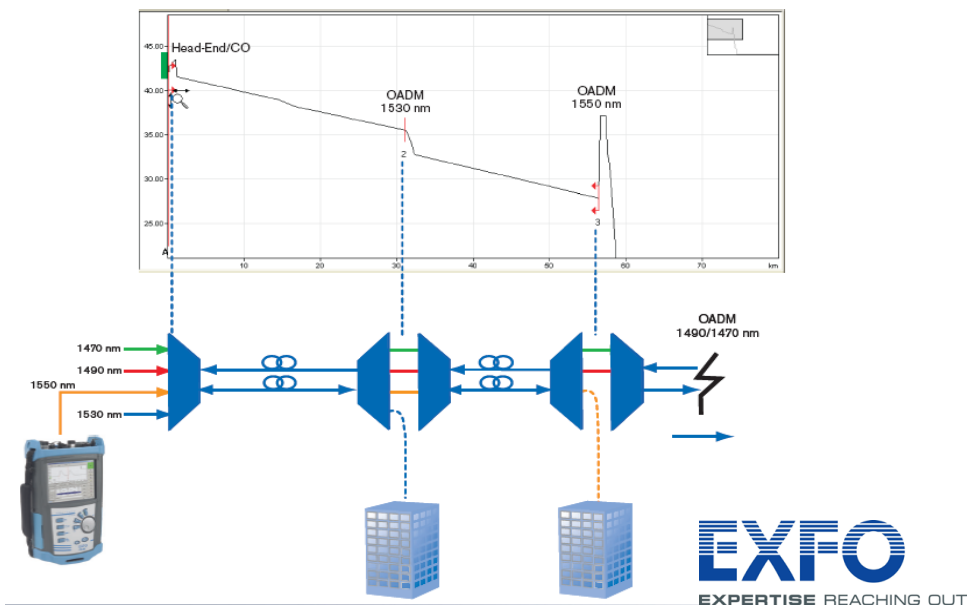 45.00
Head-End/CO
40.00
OADM
1530 nm
OADM
1550 nm
35.00
2
30.00
3
25.00
A
10
20
30
40
50
60
70
km
OADM
1490/1470 nm
1470 nm
1490 nm
1550 nm
1530 nm
EXFO
EXPERTISE REACHING OUT